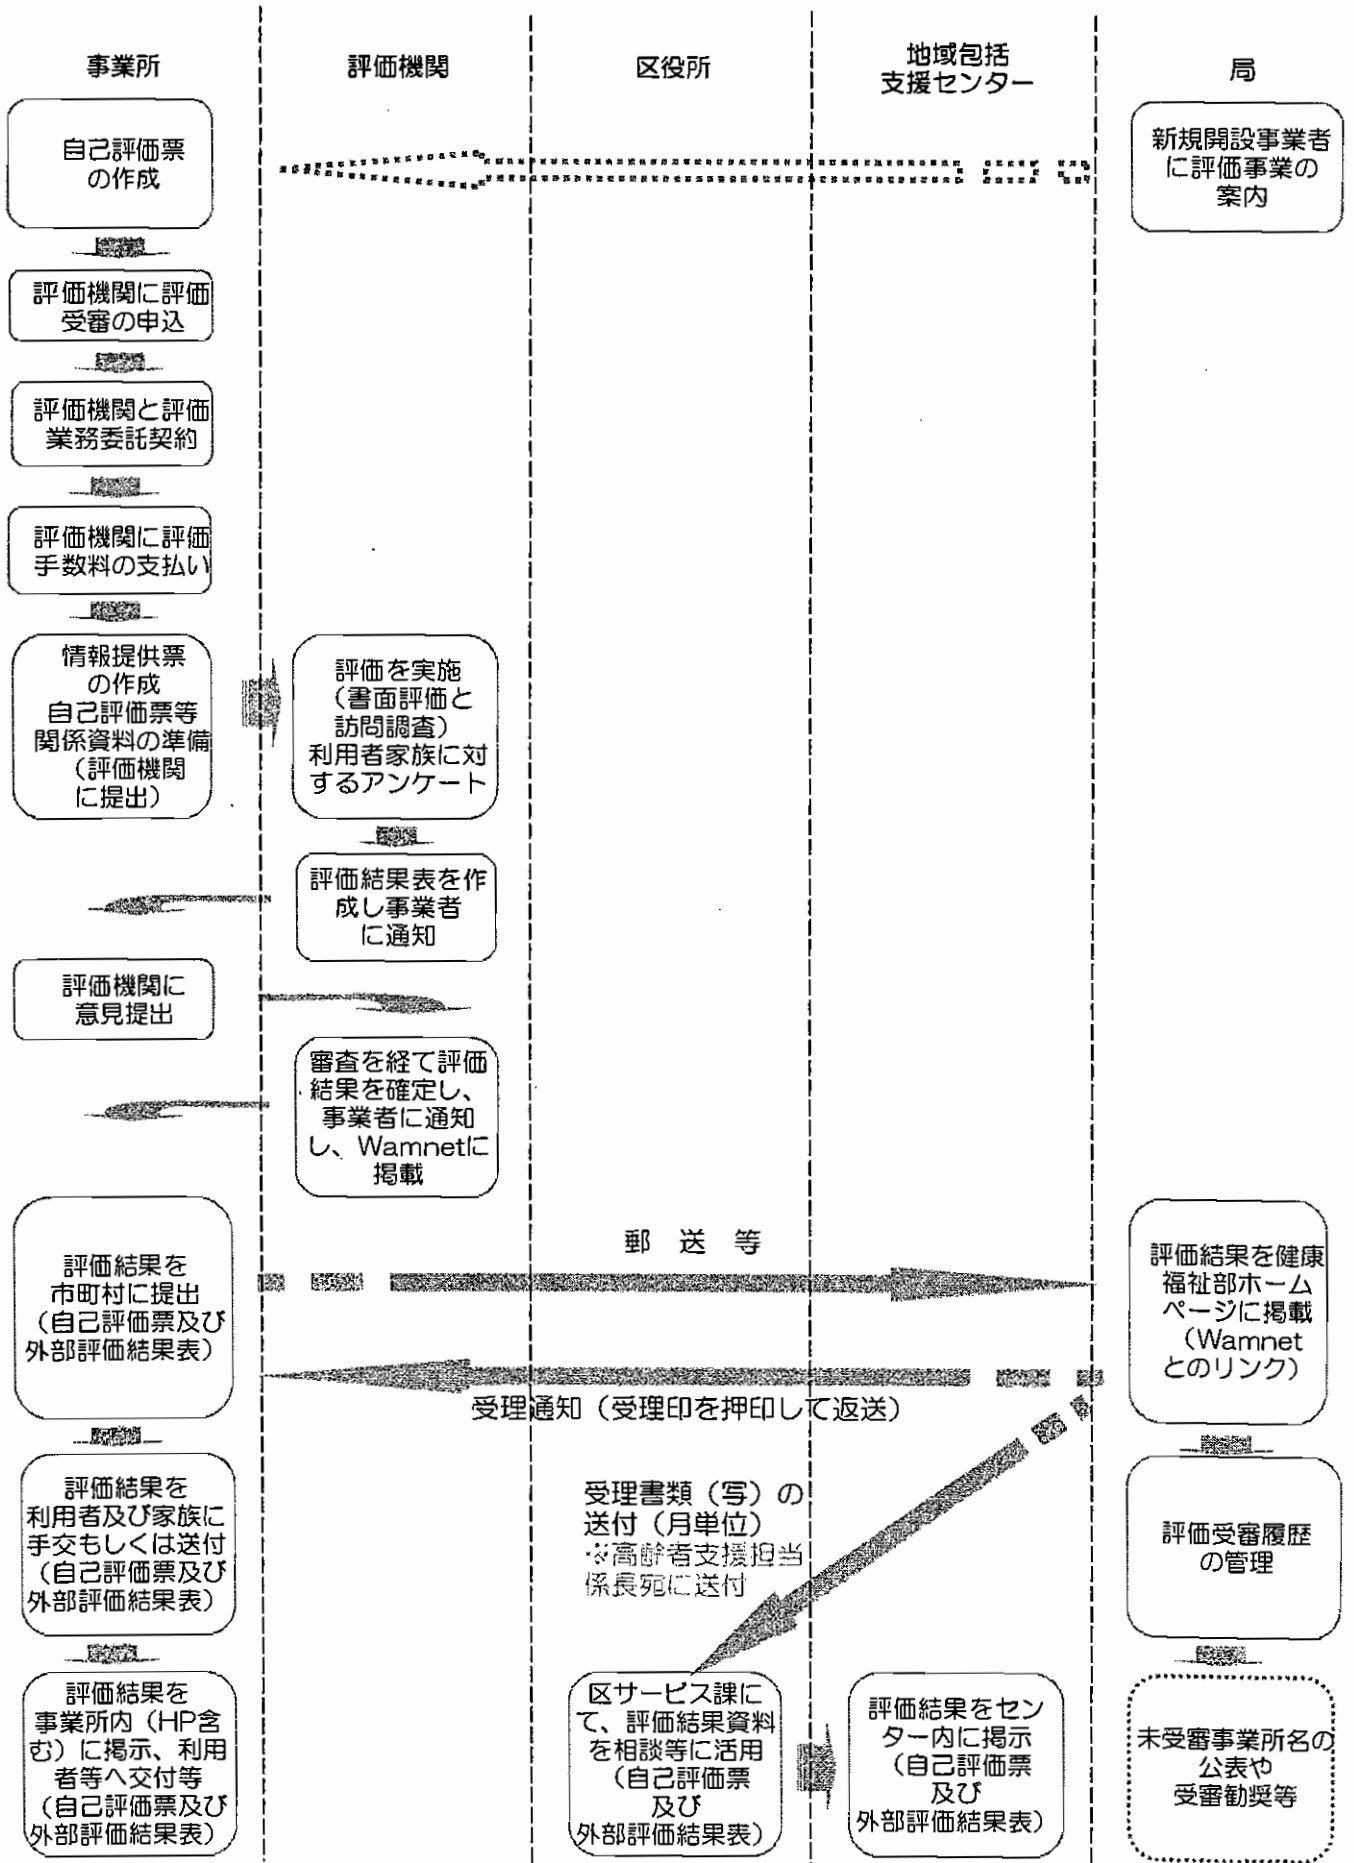 事業所
評価機関
区役所
地域包括
支援センター
局
自己評価票
の作成
新規開設事業者
に評価事業の
案内
評価機関に評価
受審の申込
評価機関と評価
業務委託契約
評価機関に評価
手数料の支払い
情報提供票
の作成
自己評価票等
関係資料の準備
（評価機関
に提出）
評価を実施
（書面評価と
訪問調査）
利用者家族に対
するアンケート
評価結果表を作
成し事業者
に通知
評価機関に
意見提出
審査を経て評価
結果を確定し、
事業者に通知
し、Wamnetに
掲載
評価結果を
市町村に提出
（自己評価票及び
外部評価結果表）
郵 送 等
評価結果を健康
福祉部ホーム
ページに掲載
（Wamnet
とのリンク）
受理通知（受理印を押印して返送）
評価結果を
利用者及び家族に
手交もしくは送付
（自己評価票及び
外部評価結果表）
受理書類（写）の
送付（月単位）
※高齢者支援担当
係長宛に送付
評価受審履歴
の管理
評価結果を
事業所内（HP含
む）に掲示、利用
者等へ交付等
（自己評価票及び
外部評価結果表）
区サービス課に
て、評価結果資料
を相談等に活用
（自己評価票
及び
外部評価結果表）
評価結果をセン
ター内に掲示
（自己評価票
及び
外部評価結果表）
未受審事業所名の
公表や
受審勧奨等